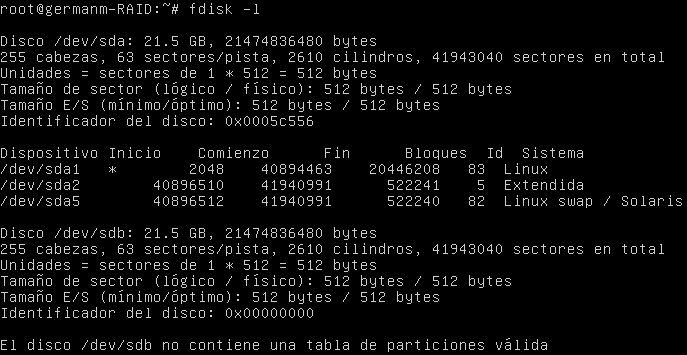 root@germanm-RAID:~# fdisk -l
Disco /dev/sda: 21.5 GB, 21474836480 bytes
255 cabezas, 63 sectores/pista, 2610 cilindros, 41943040 sectores en total
Unidades = sectores de 1 * 512 = 512 bytes
Tamaño de sector (lógico / físico): 512 bytes / 512 bytes
Tamaño E/S (mínimo/óptimo): 512 bytes / 512 bytes
Identificador del disco: 0x0005c556
Dispositivo Inicio    Comienzo      Fin      Bloques  Id  Sistema
/dev/sda1   *        2048    40894463    20446208   83  Linux
/dev/sda2        40896510    41940991      522241    5  Extendida
/dev/sda5        40896512    41940991      522240   82  Linux swap / Solaris
Disco /dev/sdb: 21.5 GB, 21474836480 bytes
255 cabezas, 63 sectores/pista, 2610 cilindros, 41943040 sectores en total
Unidades = sectores de 1 * 512 = 512 bytes
Tamaño de sector (lógico / físico): 512 bytes / 512 bytes
Tamaño E/S (mínimo/óptimo): 512 bytes / 512 bytes
Identificador del disco: 0x00000000
El disco /dev/sdb no contiene una tabla de particiones válida